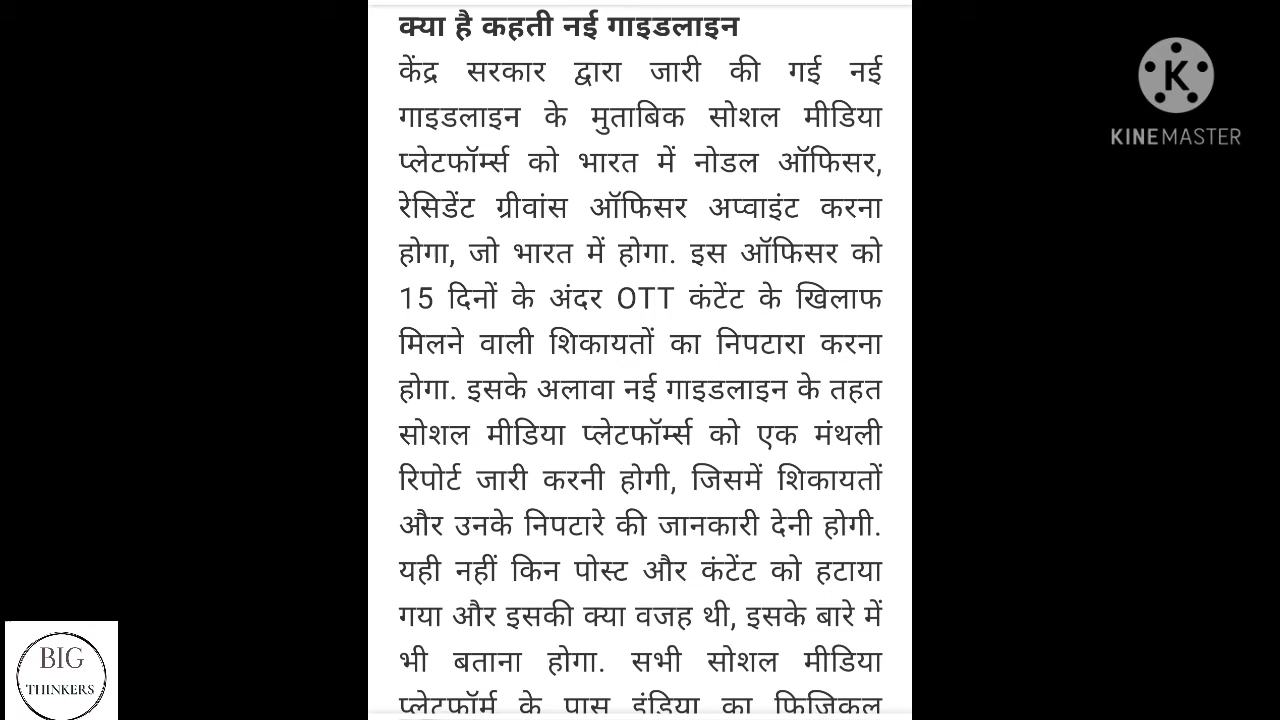 क्या है कहती नई गाइडलाइन
केंद्र सरकार द्वारा जारी की गई नई
गाइडलाइन के मुताबिक सोशल मीडिया
प्लेटफॉर्म्स को भारत में नोडल ऑफिसर,
रेसिडेंट ग्रीवांस ऑफिसर अप्वाइंट करना
होगा, जो भारत में होगा. इस ऑफिसर को
15 दिनों के अंदर OTT कंटेंट के खिलाफ
मिलने वाली शिकायतों का निपटारा करना
होगा. इसके अलावा नई गाइडलाइन के तहत
सोशल मीडिया प्लेटफॉर्म्स को एक मंथली
रिपोर्ट जारी करनी होगी, जिसमें शिकायतों
और उनके निपटारे की जानकारी देनी होगी.
यही नहीं किन पोस्ट और कंटेंट को हटाया
गया और इसकी क्या वजह थी, इसके बारे में
भी बताना होगा. सभी सोशल मीडिया
प्लेटफॉर्म के पास इंडिया का फिजिकल
K
KINEMASTER
BIG
THINKERS